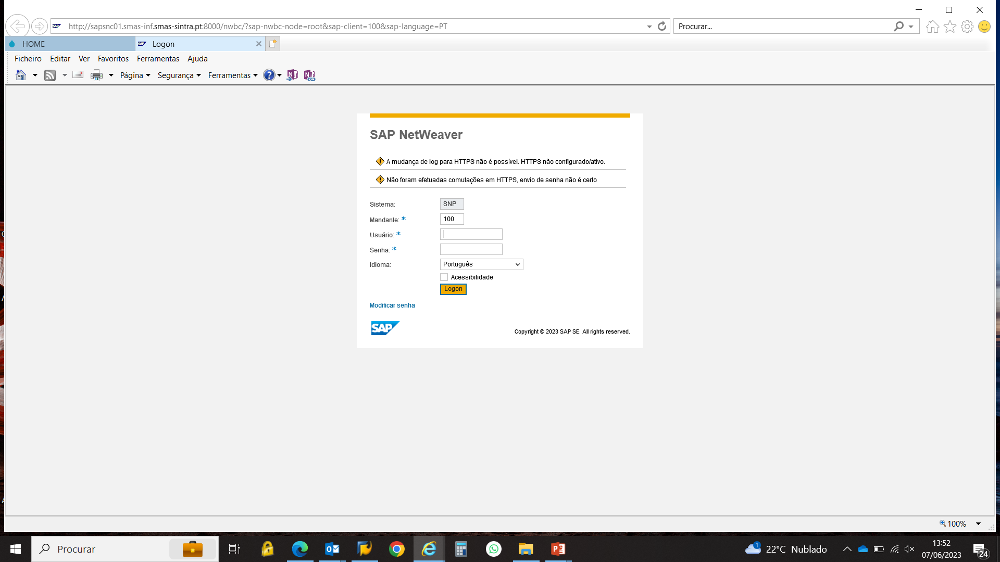 http://sapsnc01.smas-inf.smas-sintra.pt:8000/nwbc/?sap-nwbc-node=root&sap-client=100&sap-language=PT
Procurar...
HOME
Logon
Ficheiro Editar Ver Favoritos Ferramentas Ajuda
Página Segurança Ferramentas
SAP NetWeaver
A mudança de log para HTTPS não é possível. HTTPS não configurado/ativo.
Não foram efetuadas comutações em HTTPS, envio de senha não é certo
Sistema: SNP
Mandante: * 100
Usuário: *
Senha: *
Idioma: Português
Acessibilidade
Logon
Modificar senha
SAP
Copyright © 2023 SAP SE. All rights reserved.
100%
Procurar
1
22°C Nublado
13:52
07/06/2023
24